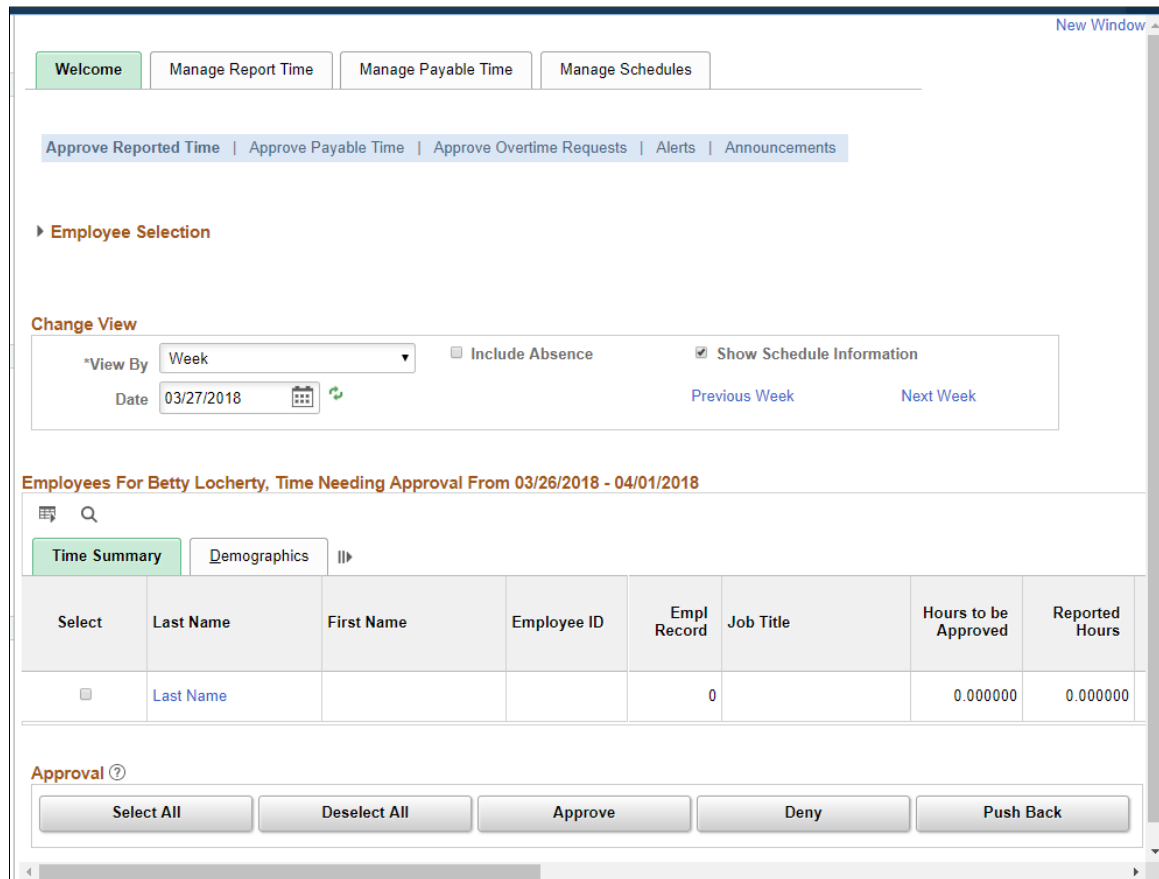 New Window
Welcome Manage Report Time Manage Payable Time Manage Schedules
Approve Reported Time | Approve Payable Time | Approve Overtime Requests | Alerts | Announcements
Employee Selection
Change View
*View By Week Include Absence Show Schedule Information
Date 03/27/2018 Previous Week Next Week
Employees For Betty Locherty, Time Needing Approval From 03/26/2018 - 04/01/2018
Time Summary Demographics
Select Last Name First Name Employee ID Empl Record Job Title Hours to be Approved Reported Hours
Last Name 0 0.000000 0.000000
Approval ?
Select All Deselect All Approve Deny Push Back